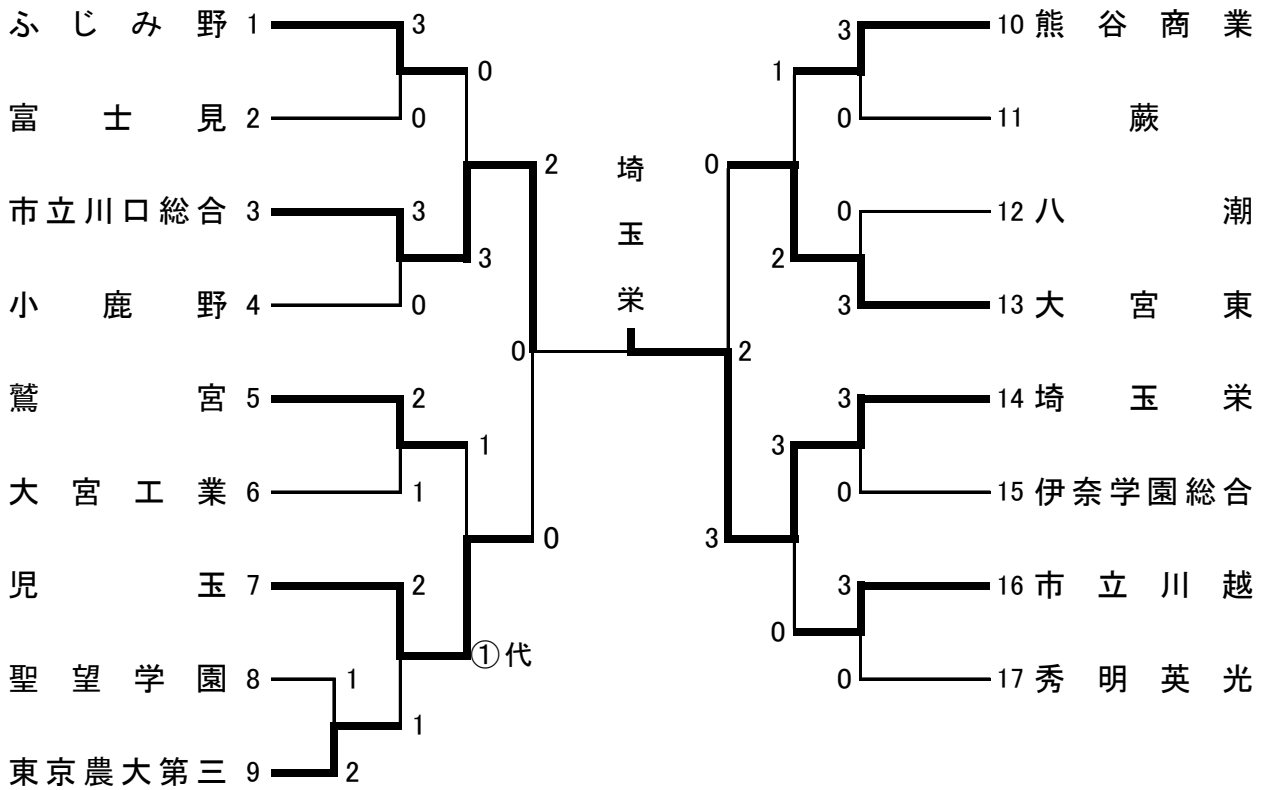 ふじみ野 1 3
0
富士見 2 0
2
市立川口総合 3 3
3
小鹿野 4 0
0
鷲宮 5 2
1
大宮工業 6 1
0
児玉 7 2
①代
聖望学園 8 1
1
東京農大第三 9 2
埼玉栄
3 10 熊谷商業
1
0 11 蕨
0
0 12 八潮
2
3 13 大宮東
2
3 14 埼玉栄
3
0 15 伊奈学園総合
3
3 16 市立川越
0
0 17 秀明英光